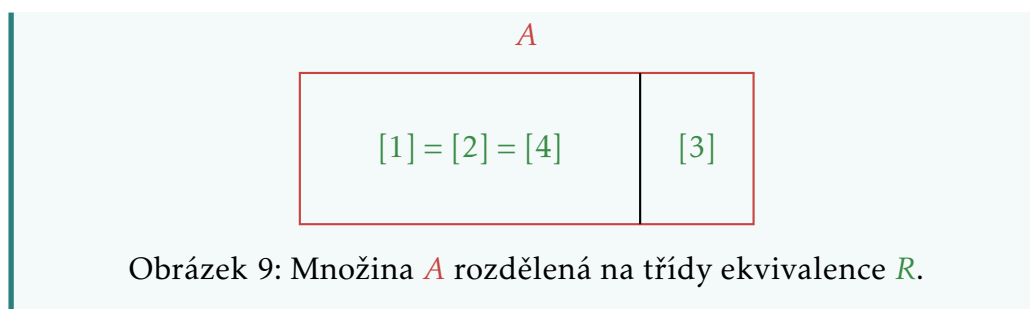 A
[1] = [2] = [4] [3]
Obrázek 9: Množina A rozdělená na třídy ekvivalence R.